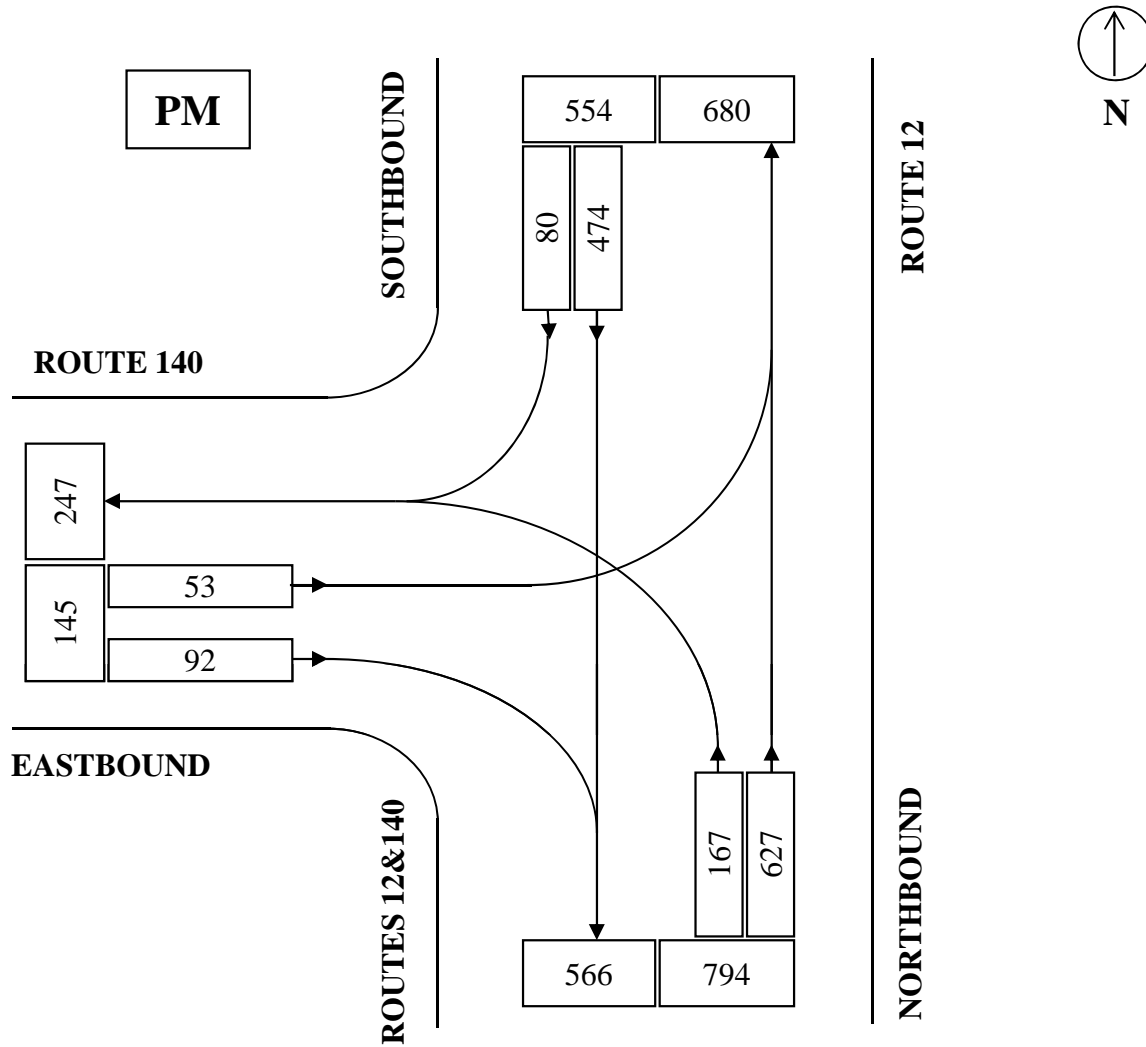 PM
SOUTHBOUND
554
680
N
80
474
ROUTE 12
ROUTE 140
247
145
53
92
EASTBOUND
ROUTES 12&140
167
627
NORTHBOUND
566
794